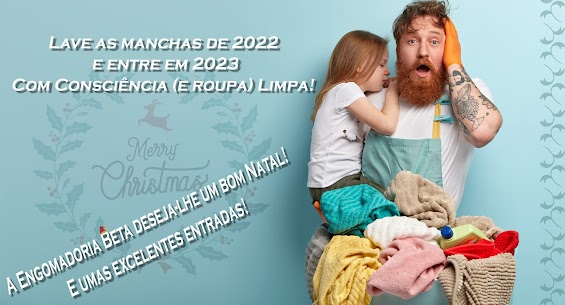 Lave as manchas de 2022
e entre em 2023
Com Consciência (e roupa) Limpa!
Merry
Christmas
A Engomadoria Beta deseja-lhe um bom Natal!
E umas excelentes entradas!